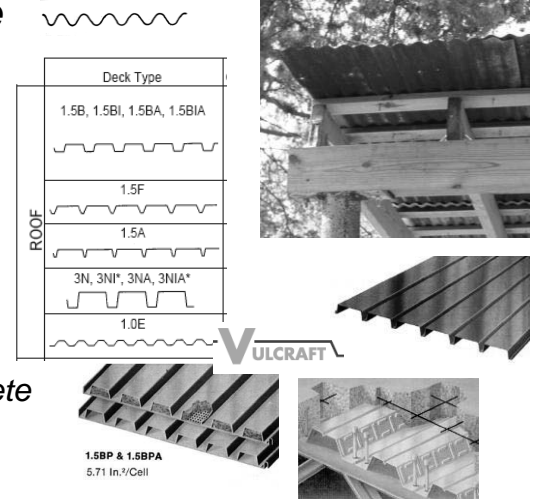 e
Deck Type
1.5B, 1.5BI, 1.5BA, 1.5BIA
1.5F
1.5A
3N, 3NI*, 3NA, 3NIA*
1.0E
ROOF
VULCRAFT
ete
1.5BP & 1.5BPA
5.71 In.²/Cell